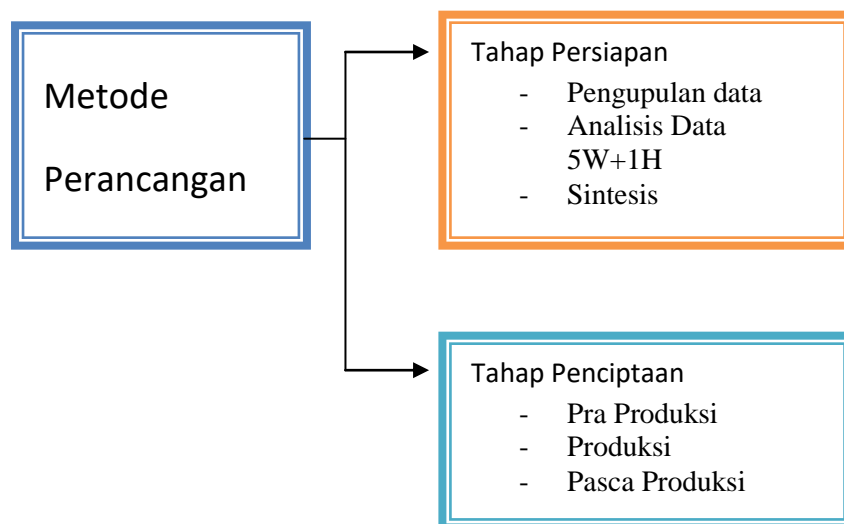 Metode
Perancangan
Tahap Persiapan
- Pengupulan data
- Analisis Data
5W+1H
- Sintesis
Tahap Penciptaan
- Pra Produksi
- Produksi
- Pasca Produksi